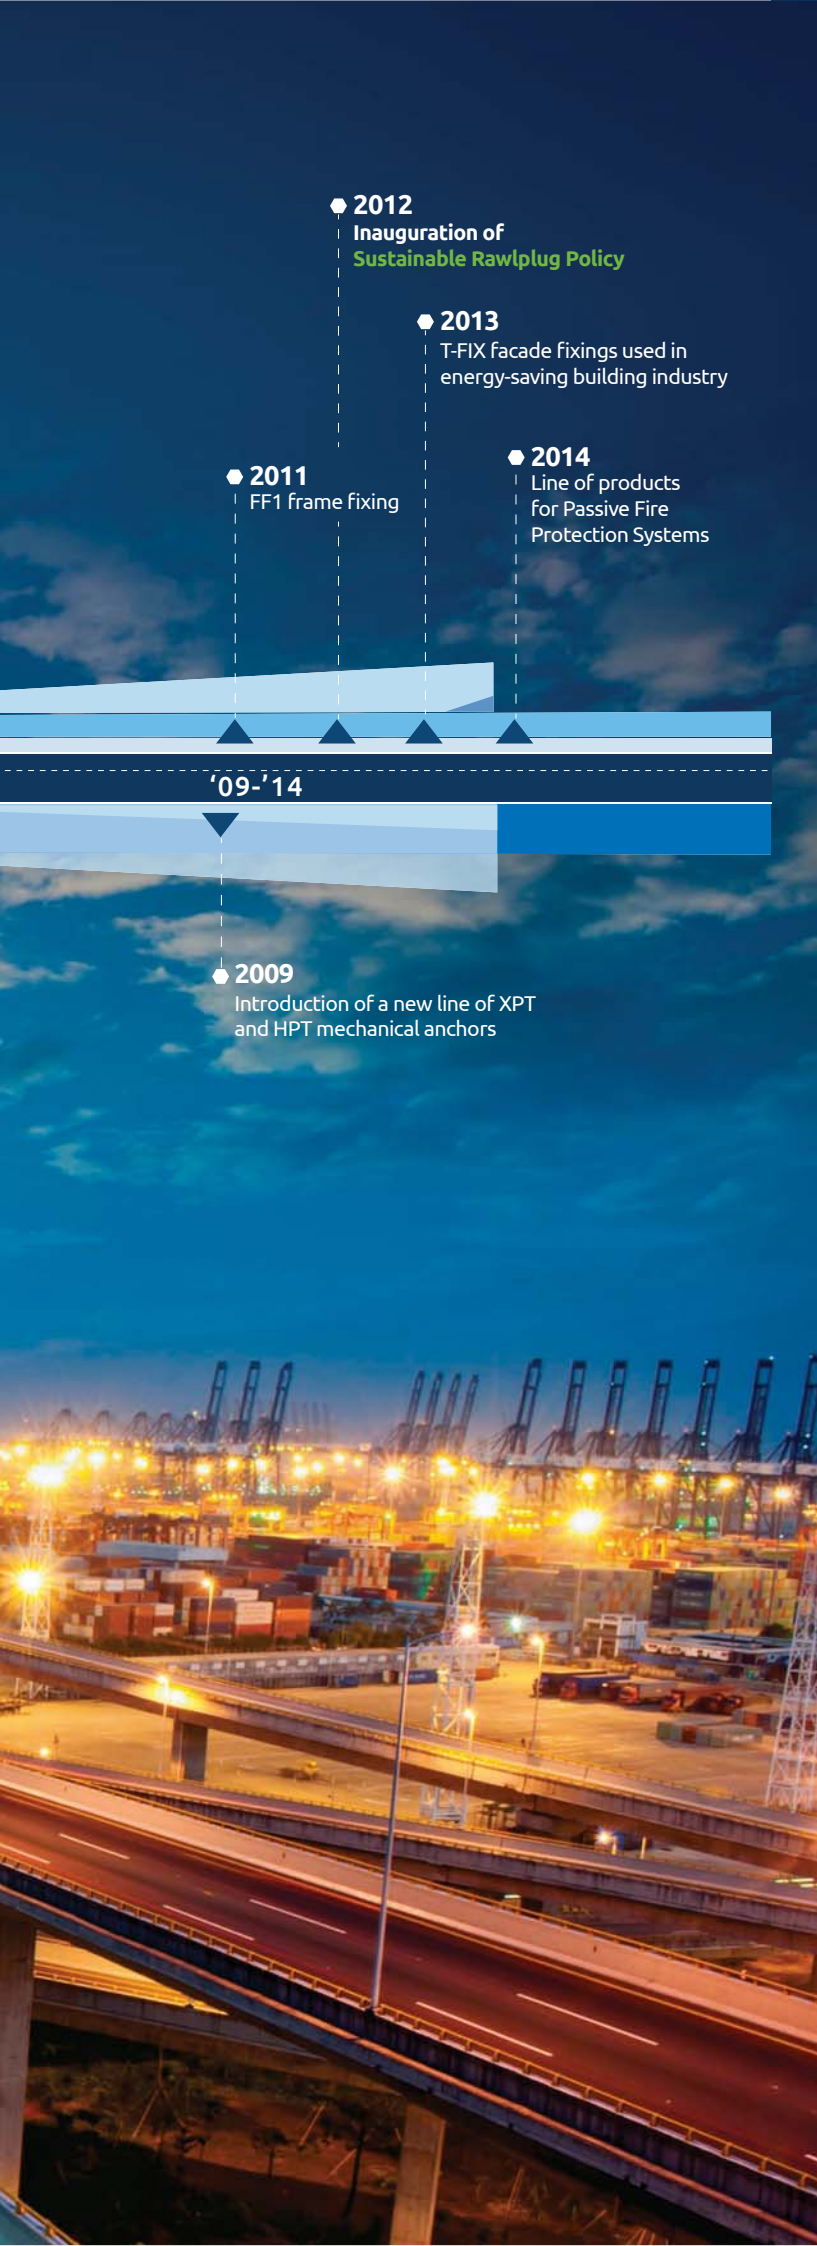 2012
Inauguration of
Sustainable Rawlplug Policy
2013
T-FIX facade fixings used in
energy-saving building industry
2014
Line of products
for Passive Fire
Protection Systems
2011
FF1 frame fixing
‘09-’14
2009
Introduction of a new line of XPT
and HPT mechanical anchors